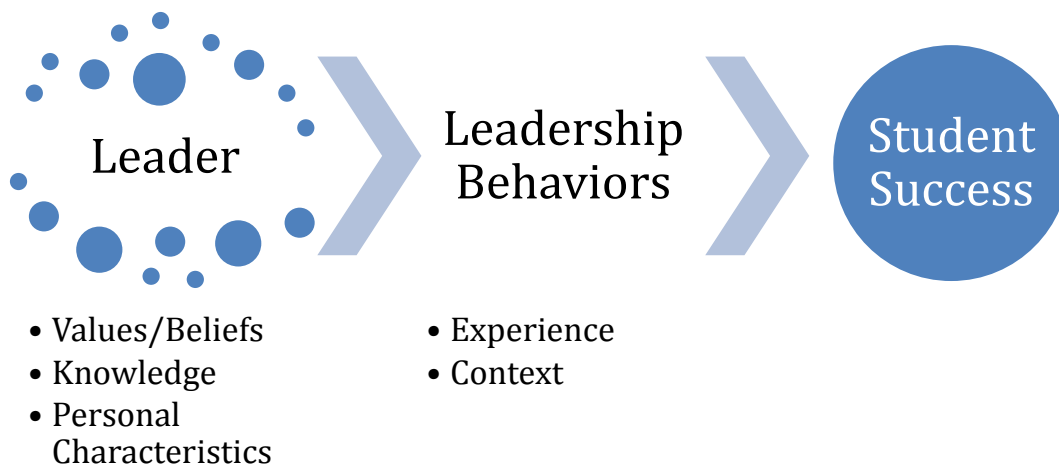 Leader
Leadership
Behaviors
Student
Success
• Values/Beliefs
• Knowledge
• Personal
Characteristics
• Experience
• Context